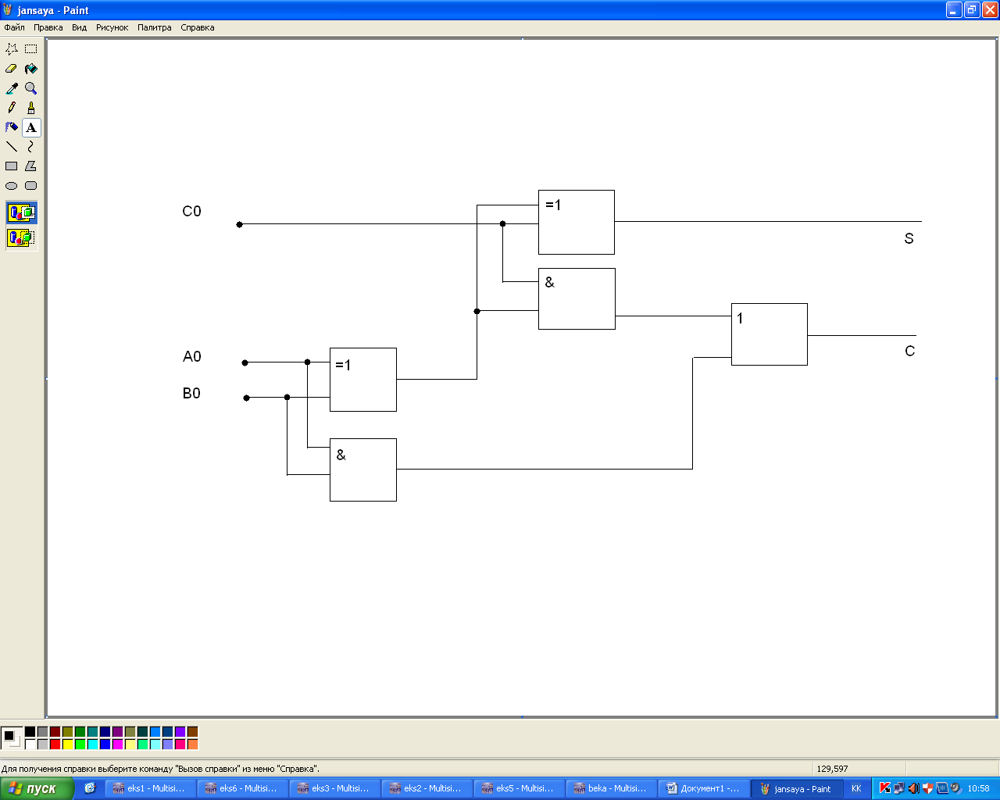 jansaya - Paint
Файл Правка Вид Рисунок Палитра Справка
A
=1
C0
S
&
1
C
A0
=1
B0
&
Для получения справки выберите команду "Вызов справки" из меню "Справка".
129,597
пуск
eks1 - Multisi...
eks6 - Multisi...
eks3 - Multisi...
eks2 - Multisi...
eks5 - Multisi...
beka - Multisi...
Документ1 -...
jansaya - Paint
KK
10:58